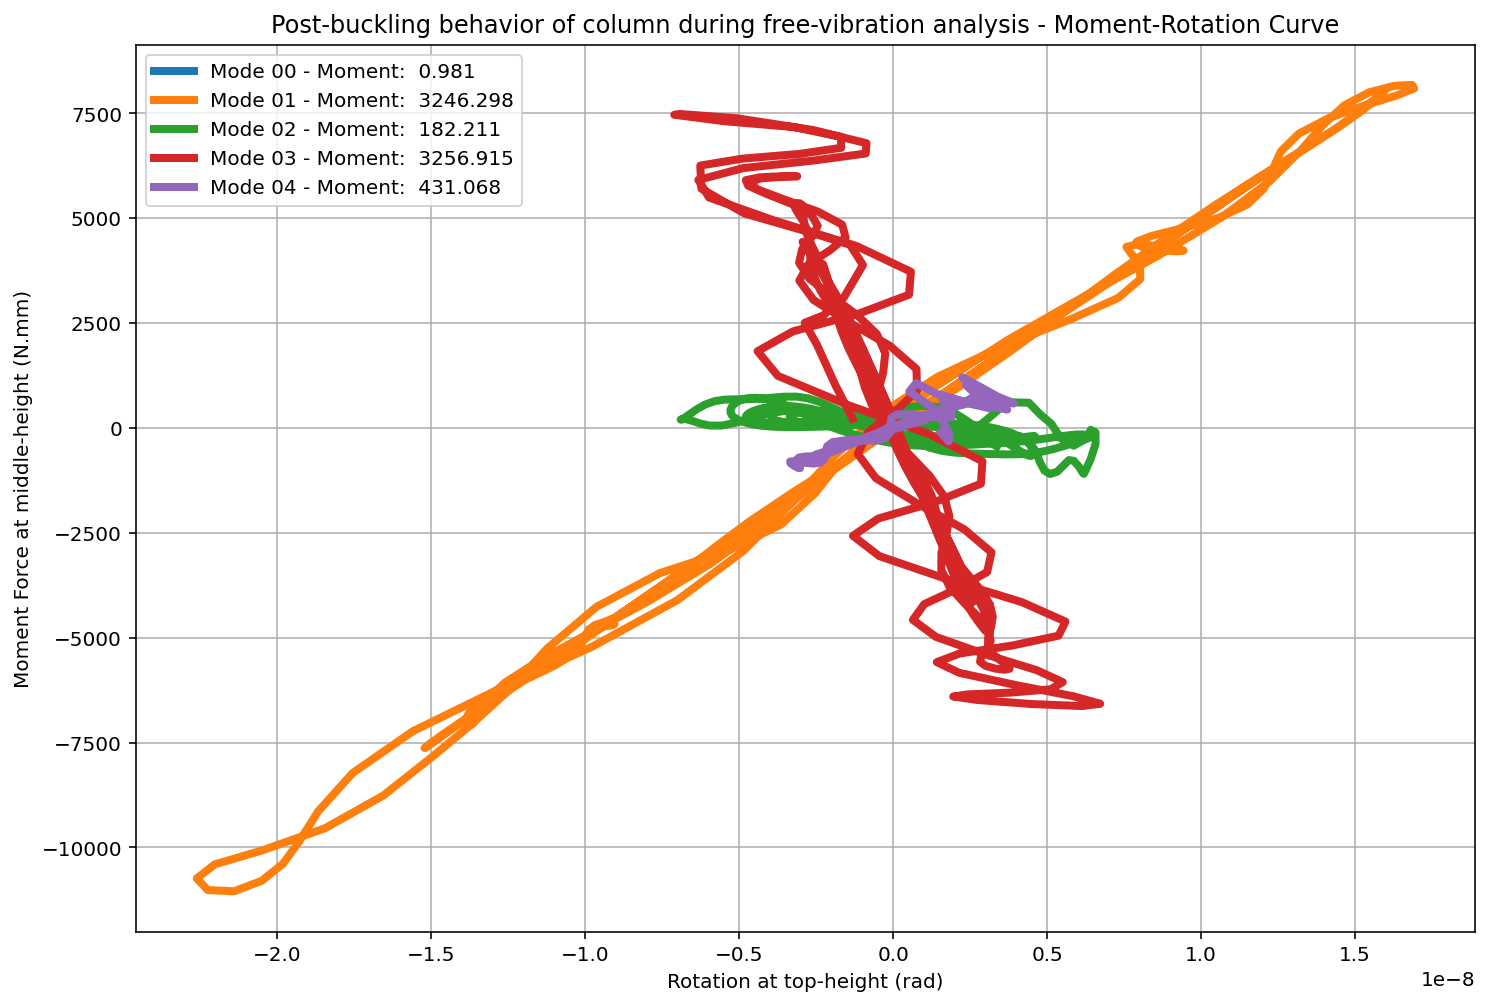 Post-buckling behavior of column during free-vibration analysis - Moment-Rotation Curve
Mode 00 - Moment:  0.981
Mode 01 - Moment:  3246.298
Mode 02 - Moment:  182.211
Mode 03 - Moment:  3256.915
Mode 04 - Moment:  431.068
Moment Force at middle-height (N.mm)
7500
5000
2500
0
−2500
−5000
−7500
−10000
−2.0 −1.5 −1.0 −0.5 0.0 0.5 1.0 1.5
1e−8
Rotation at top-height (rad)